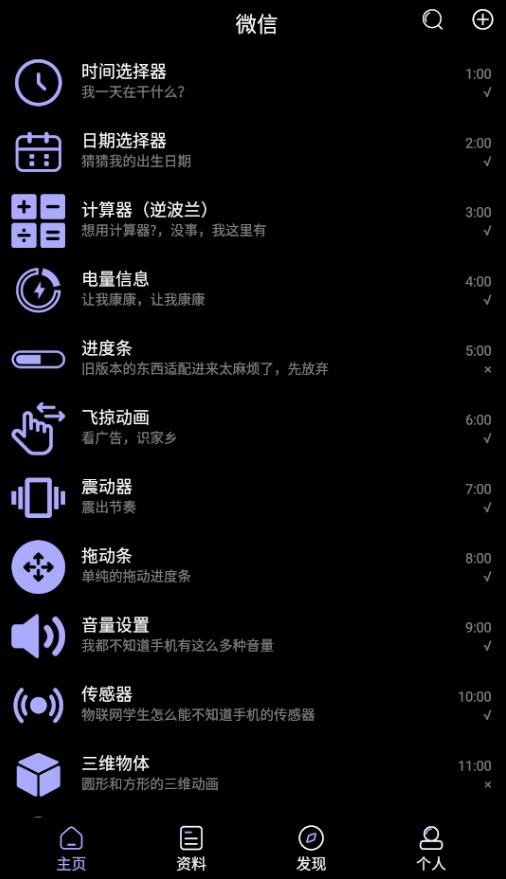 微信
时间选择器
1:00
我一天在干什么?
√
日期选择器
2:00
猜猜我的出生日期
√
计算器（逆波兰）
3:00
想用计算器?，没事，我这里有
√
电量信息
4:00
让我康康，让我康康
√
进度条
5:00
旧版本的东西适配进来太麻烦了，先放弃
×
飞掠动画
6:00
看广告，识家乡
√
震动器
7:00
震出节奏
√
拖动条
8:00
单纯的拖动进度条
√
音量设置
9:00
我都不知道手机有这么多种音量
√
传感器
10:00
物联网学生怎么能不知道手机的传感器
√
三维物体
11:00
圆形和方形的三维动画
×
主页 资料 发现 个人